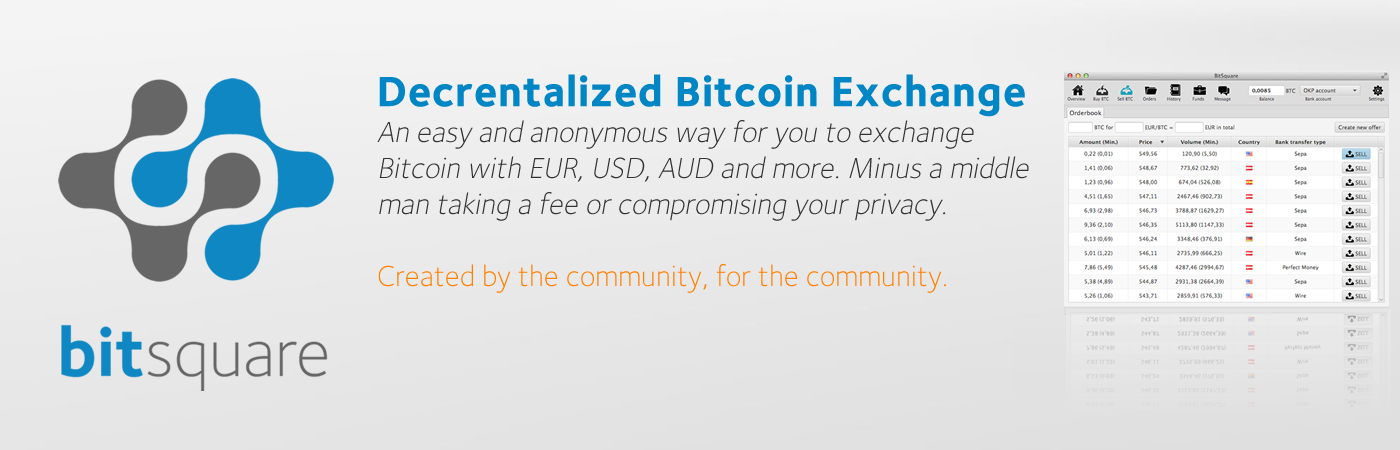 Decrentalized Bitcoin Exchange
An easy and anonymous way for you to exchange
Bitcoin with EUR, USD, AUD and more. Minus a middle
man taking a fee or compromising your privacy.
Created by the community, for the community.
bitsquare
BitSquare
Overview Buy BTC Sell BTC Orders History Funds Message 0,0085 BTC OKP account Settings
Balance Bank account
Orderbook
BTC for EUR/BTC = EUR in total Create new offer
Amount (Min.) Price Volume (Min.) Country Bank transfer type
0,22 (0,01) 549,56 120,90 (5,50) Sepa SELL
1,41 (0,06) 548,67 773,62 (32,92) Sepa SELL
1,23 (0,96) 548,00 674,04 (526,08) Sepa SELL
4,51 (1,65) 547,11 2467,46 (902,73) Sepa SELL
6,93 (2,98) 546,73 3788,87 (1629,27) Sepa SELL
9,36 (2,10) 546,35 5113,80 (1147,33) Sepa SELL
6,13 (0,69) 546,24 3348,46 (376,91) Sepa SELL
5,01 (1,22) 546,11 2735,99 (666,25) Wire SELL
7,86 (5,49) 545,48 4287,46 (2994,67) Perfect Money SELL
5,38 (4,89) 544,87 2931,38 (2664,39) Sepa SELL
5,26 (1,06) 543,71 2859,91 (576,33) Wire SELL